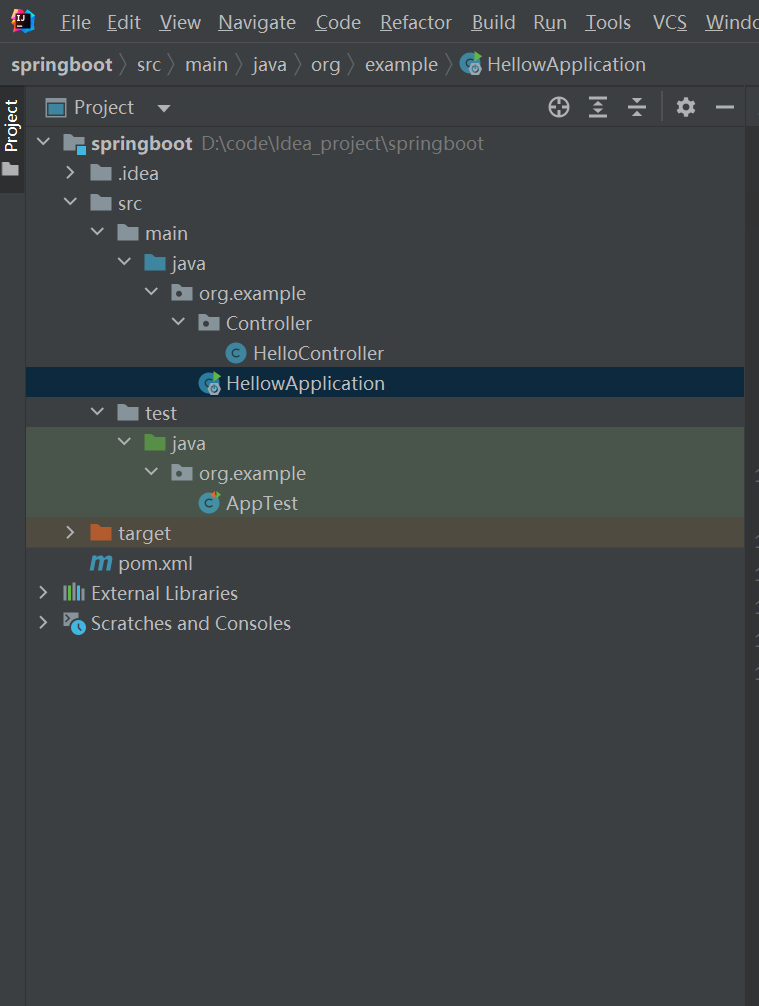 File Edit View Navigate Code Refactor Build Run Tools VCS
springboot src main java org example HellowApplication
Project
Project
springboot D:\code\Idea_project\springboot
.idea
src
main
java
org.example
Controller
HelloController
HellowApplication
test
java
org.example
AppTest
target
pom.xml
External Libraries
Scratches and Consoles